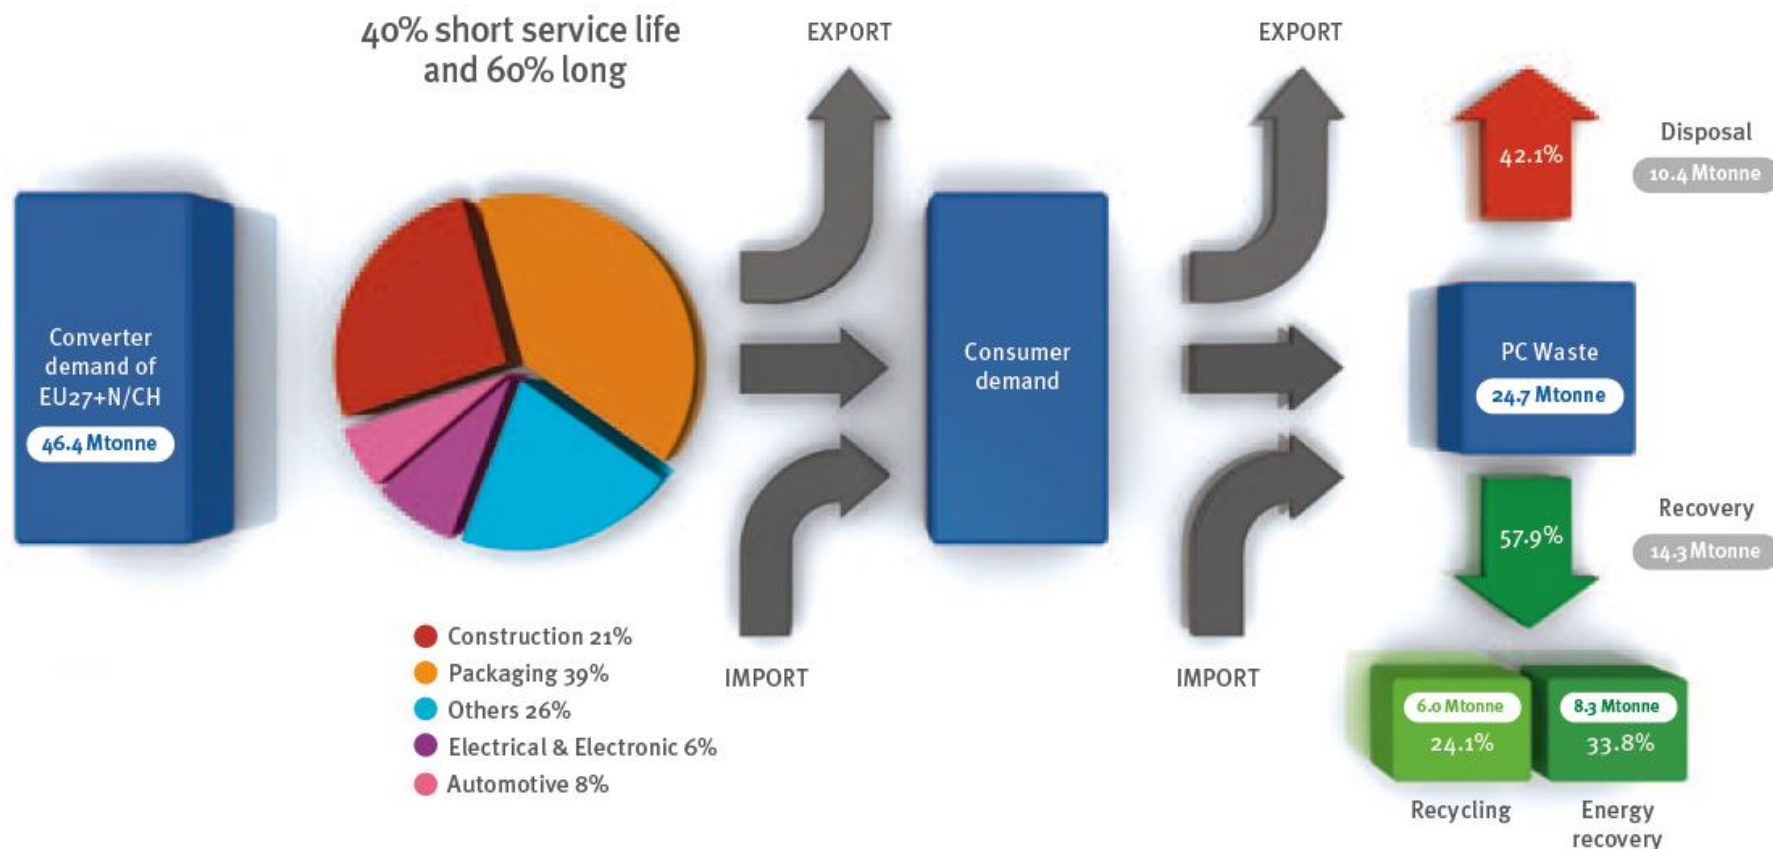 40% short service life
and 60% long
EXPORT
EXPORT
Converter
demand of
EU27+N/CH
46.4 Mtonne
Construction 21%
Packaging 39%
Others 26%
Electrical & Electronic 6%
Automotive 8%
IMPORT
Consumer
demand
IMPORT
42.1%
Disposal
10.4 Mtonne
PC Waste
24.7 Mtonne
57.9%
Recovery
14.3 Mtonne
6.0 Mtonne
24.1%
Recycling
8.3 Mtonne
33.8%
Energy
recovery